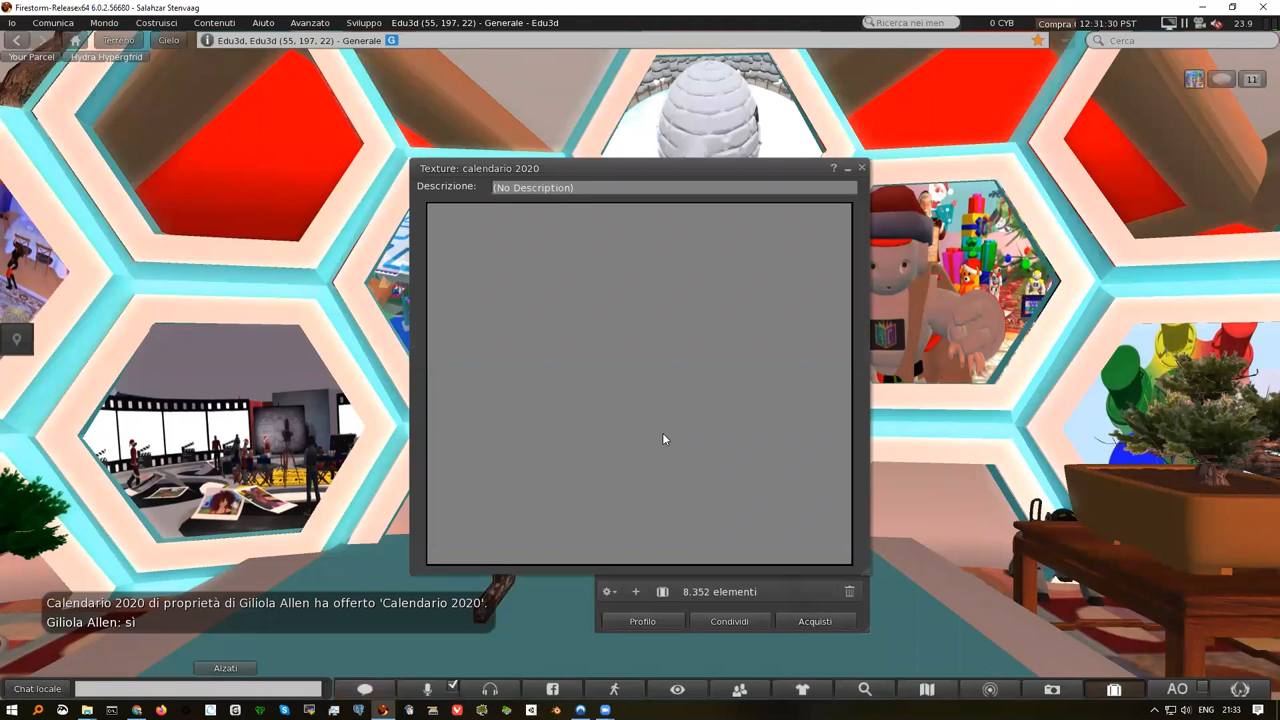 Firestorm-Releasex64 6.0.2.56680 - Salahzar Stenvaag
Io Comunica Mondo Costruisci Contenuti Aiuto Avanzato Sviluppo Edu3d (55, 197, 22) - Generale - Edu3d Ricerca nei men 0 CYB Compra 12:31:30 PST 23.9
Terreno Cielo Edu3d, Edu3d (55, 197, 22) - Generale G Cerca
Your Parcel Hydra Hypergfrid
11
Texture: calendario 2020
Descrizione: (No Description)
8.352 elementi
Calendario 2020 di proprietà di Giliola Allen ha offerto 'Calendario 2020'.
Giliola Allen: sì
Profilo Condividi Acquisti
Alzati
Chat locale AO
ENG 21:33